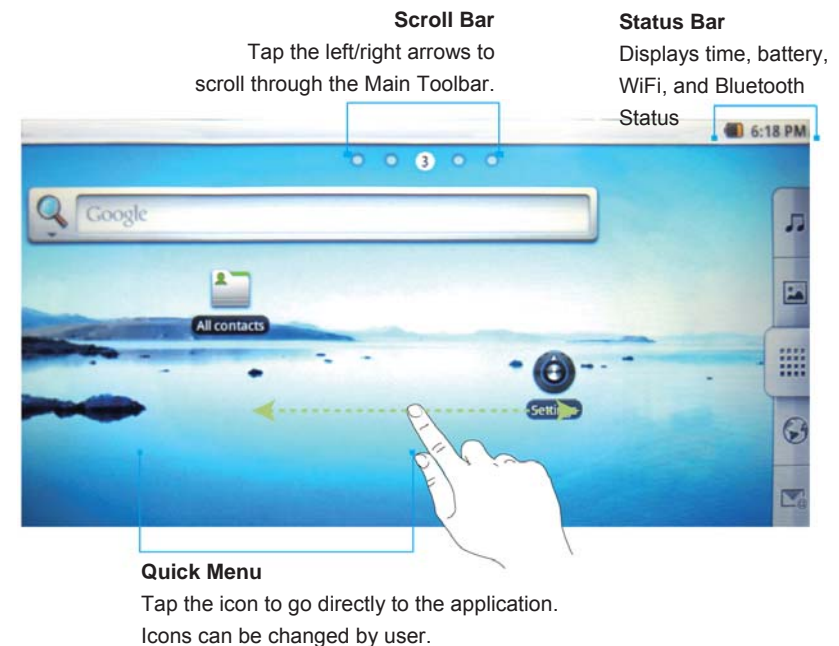 Scroll Bar
Tap the left/right arrows to
scroll through the Main Toolbar.
Status Bar
Displays time, battery,
WiFi, and Bluetooth
Status
6:18 PM
3
Google
All contacts
Quick Menu
Tap the icon to go directly to the application.
Icons can be changed by user.